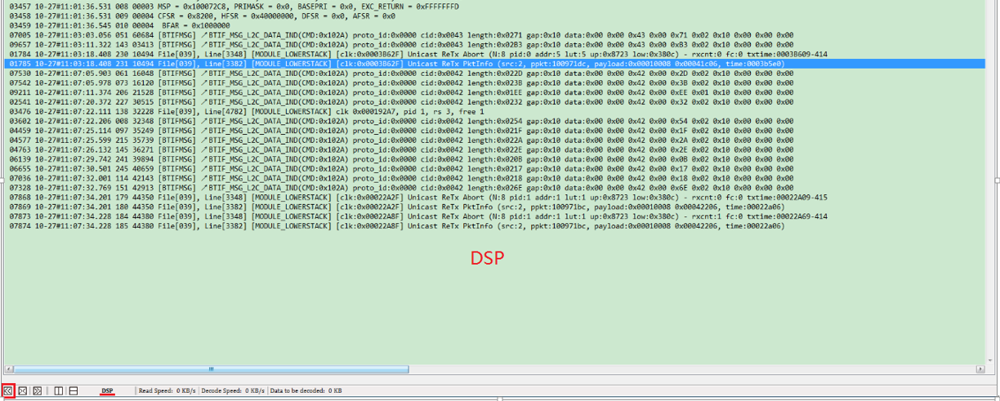 03457 10-27#11:01:36.531 008 00003 MSP = 0x100072C8, PRIMASK = 0x0, BASEPRI = 0x0, EXC_RETURN = 0xFFFFFFFD
03458 10-27#11:01:36.531 009 00004 CFSR = 0x8200, HFSR = 0x40000000, DFSR = 0x0, AFSR = 0x0
03459 10-27#11:01:36.545 010 00004  BFAR = 0x1000000
07005 10-27#11:03:03.056 051 60684 [BTIFMSG] ↗BTIF_MSG_L2C_DATA_IND(CMD:0x102A) proto_id:0x0000 cid:0x0043 length:0x0271 gap:0x10 data:0x00 0x00 0x43 0x00 0x71 0x02 0x10 0x00 0x00 0x00
09657 10-27#11:03:11.322 143 03413 [BTIFMSG] ↗BTIF_MSG_L2C_DATA_IND(CMD:0x102A) proto_id:0x0000 cid:0x0043 length:0x02B3 gap:0x10 data:0x00 0x00 0x43 0x00 0xB3 0x02 0x10 0x00 0x00 0x00
01784 10-27#11:03:18.408 230 10494 File[039], Line[3348] [MODULE_LOWERSTACK] [clk:0x0003B62F] Unicast ReTx Abort (N:8 pid:0 addr:5 lut:5 up:0x8723 low:0x380c) - rxcnt:0 fc:0 txtime:0003B609-414
01785 10-27#11:03:18.408 231 10494 File[039], Line[3382] [MODULE_LOWERSTACK] [clk:0x0003B62F] Unicast ReTx PktInfo (src:2, ppkt:100971dc, payload:0x00010008 0x00041c06, time:0003b5e0)
07530 10-27#11:07:05.903 061 16048 [BTIFMSG] ↗BTIF_MSG_L2C_DATA_IND(CMD:0x102A) proto_id:0x0000 cid:0x0042 length:0x022D gap:0x10 data:0x00 0x00 0x42 0x00 0x2D 0x02 0x10 0x00 0x00 0x00
07542 10-27#11:07:05.978 073 16120 [BTIFMSG] ↗BTIF_MSG_L2C_DATA_IND(CMD:0x102A) proto_id:0x0000 cid:0x0042 length:0x023B gap:0x10 data:0x00 0x00 0x42 0x00 0x3B 0x02 0x10 0x00 0x00 0x00
09211 10-27#11:07:11.374 206 21528 [BTIFMSG] ↗BTIF_MSG_L2C_DATA_IND(CMD:0x102A) proto_id:0x0000 cid:0x0042 length:0x01EE gap:0x10 data:0x00 0x00 0x42 0x00 0xEE 0x01 0x10 0x00 0x00 0x00
02541 10-27#11:07:20.372 227 30515 [BTIFMSG] ↗BTIF_MSG_L2C_DATA_IND(CMD:0x102A) proto_id:0x0000 cid:0x0042 length:0x0232 gap:0x10 data:0x00 0x00 0x42 0x00 0x32 0x02 0x10 0x00 0x00 0x00
03476 10-27#11:07:22.111 138 32228 File[039], Line[4782] [MODULE_LOWERSTACK] clk 0x000192A7, pid 1, rs 3, free 1
03602 10-27#11:07:22.206 008 32348 [BTIFMSG] ↗BTIF_MSG_L2C_DATA_IND(CMD:0x102A) proto_id:0x0000 cid:0x0042 length:0x0254 gap:0x10 data:0x00 0x00 0x42 0x00 0x54 0x02 0x10 0x00 0x00 0x00
04459 10-27#11:07:25.114 097 35249 [BTIFMSG] ↗BTIF_MSG_L2C_DATA_IND(CMD:0x102A) proto_id:0x0000 cid:0x0042 length:0x021F gap:0x10 data:0x00 0x00 0x42 0x00 0x1F 0x02 0x10 0x00 0x00 0x00
04577 10-27#11:07:25.599 215 35739 [BTIFMSG] ↗BTIF_MSG_L2C_DATA_IND(CMD:0x102A) proto_id:0x0000 cid:0x0042 length:0x022A gap:0x10 data:0x00 0x00 0x42 0x00 0x2A 0x02 0x10 0x00 0x00 0x00
04763 10-27#11:07:26.132 145 36271 [BTIFMSG] ↗BTIF_MSG_L2C_DATA_IND(CMD:0x102A) proto_id:0x0000 cid:0x0042 length:0x022E gap:0x10 data:0x00 0x00 0x42 0x00 0x2E 0x02 0x10 0x00 0x00 0x00
06139 10-27#11:07:29.742 241 39894 [BTIFMSG] ↗BTIF_MSG_L2C_DATA_IND(CMD:0x102A) proto_id:0x0000 cid:0x0042 length:0x020B gap:0x10 data:0x00 0x00 0x42 0x00 0x0B 0x02 0x10 0x00 0x00 0x00
06655 10-27#11:07:30.501 245 40659 [BTIFMSG] ↗BTIF_MSG_L2C_DATA_IND(CMD:0x102A) proto_id:0x0000 cid:0x0042 length:0x0217 gap:0x10 data:0x00 0x00 0x42 0x00 0x17 0x02 0x10 0x00 0x00 0x00
07036 10-27#11:07:32.001 114 42143 [BTIFMSG] ↗BTIF_MSG_L2C_DATA_IND(CMD:0x102A) proto_id:0x0000 cid:0x0042 length:0x0218 gap:0x10 data:0x00 0x00 0x42 0x00 0x18 0x02 0x10 0x00 0x00 0x00
07328 10-27#11:07:32.769 151 42913 [BTIFMSG] ↗BTIF_MSG_L2C_DATA_IND(CMD:0x102A) proto_id:0x0000 cid:0x0042 length:0x026E gap:0x10 data:0x00 0x00 0x42 0x00 0x6E 0x02 0x10 0x00 0x00 0x00
07868 10-27#11:07:34.201 179 44350 File[039], Line[3348] [MODULE_LOWERSTACK] [clk:0x00022A2F] Unicast ReTx Abort (N:8 pid:1 addr:1 lut:1 up:0x8723 low:0x380c) - rxcnt:0 fc:0 txtime:00022A09-415
07869 10-27#11:07:34.201 180 44350 File[039], Line[3382] [MODULE_LOWERSTACK] [clk:0x00022A2F] Unicast ReTx PktInfo (src:2, ppkt:100971bc, payload:0x00010008 0x00042206, time:00022a06)
07873 10-27#11:07:34.228 184 44380 File[039], Line[3348] [MODULE_LOWERSTACK] [clk:0x00022A8F] Unicast ReTx Abort (N:8 pid:1 addr:1 lut:1 up:0x8723 low:0x380c) - rxcnt:1 fc:0 txtime:00022A69-414
07874 10-27#11:07:34.228 185 44380 File[039], Line[3382] [MODULE_LOWERSTACK] [clk:0x00022A8F] Unicast ReTx PktInfo (src:2, ppkt:100971bc, payload:0x00010008 0x00042206, time:00022a06)
DSP
DSP Read Speed: 0 KB/s Decode Speed: 0 KB/s Data to be decoded: 0 KB